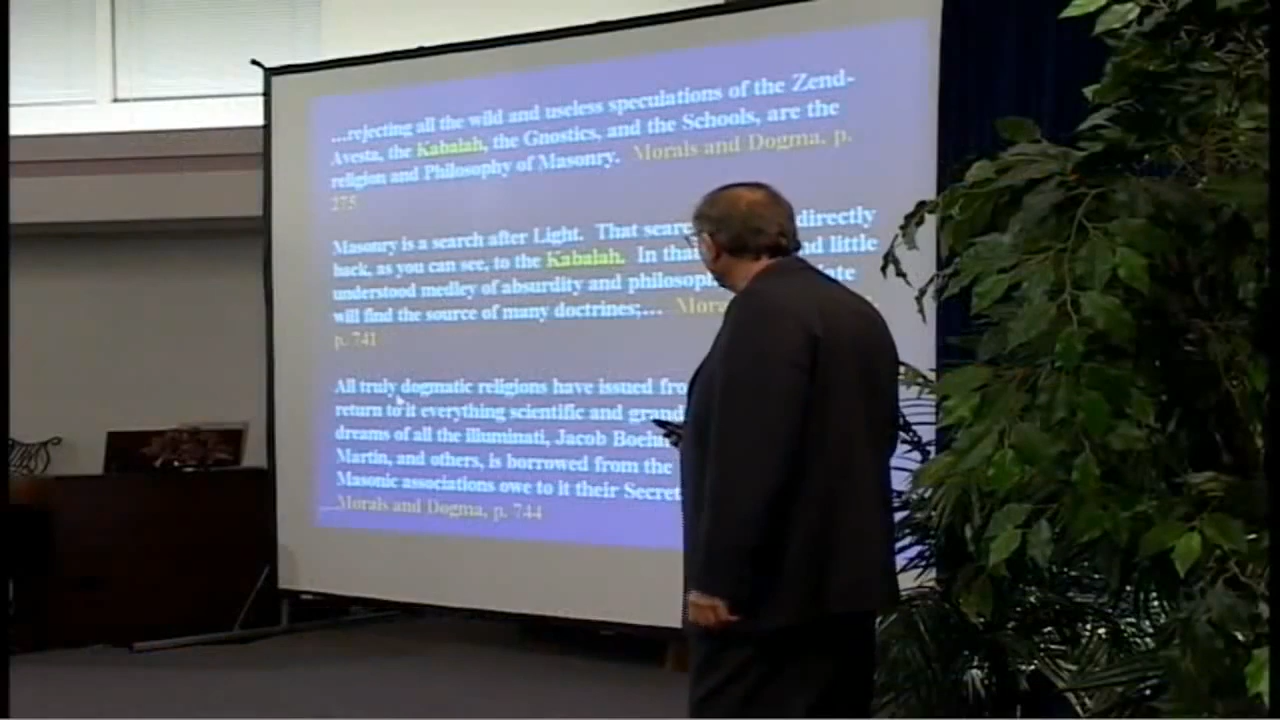 ...rejecting all the wild and useless speculations of the Zend-
Avesta, the Kabalah, the Gnostics, and the Schools, are the
religion and Philosophy of Masonry. Morals and Dogma, p.
275
Masonry is a search after Light. That directly
back, as you can see, to the Kabalah. In that little
understood medley of absurdity and
will find the source of many doctrines;...
p. 741
All truly dogmatic religions have issued
return to it everything scientific and grand
dreams of all the illuminati, Jacob
Martin, and others, is borrowed from the
Masonic associations owe to it their
Morals and Dogma, p. 744